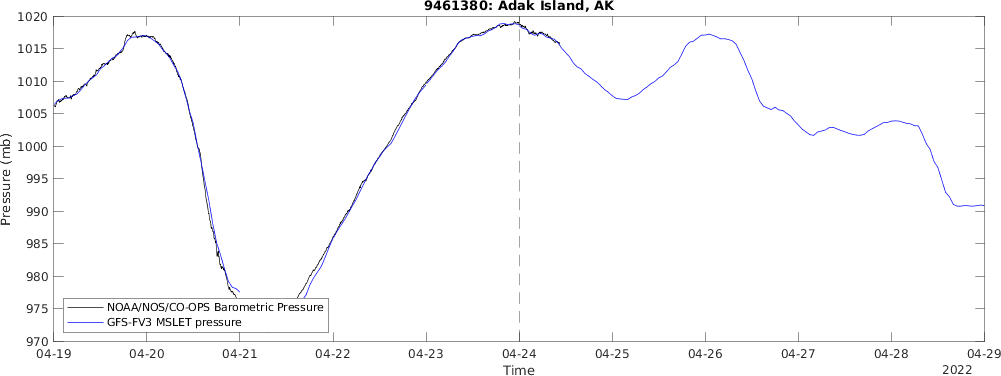 9461380: Adak Island, AK
Pressure (mb)
1020
1015
1010
1005
1000
995
990
985
980
975
970
NOAA/NOS/CO-OPS Barometric Pressure
GFS-FV3 MSLET pressure
04-19 04-20 04-21 04-22 04-23 04-24 04-25 04-26 04-27 04-28 04-29
Time
2022